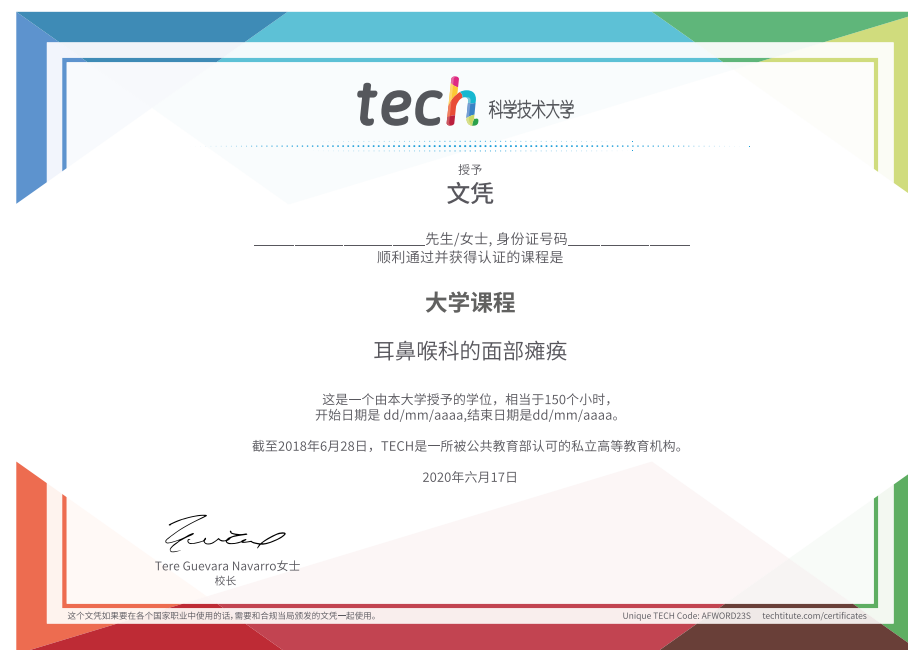 tech 科学技术大学
授予
文凭
____________________先生/女士, 身份证号码_______________
顺利通过并获得认证的课程是
大学课程
耳鼻喉科的面部瘫痪
这是一个由本大学授予的学位，相当于150个小时，
开始日期是 dd/mm/aaaa,结束日期是dd/mm/aaaa。
截至2018年6月28日，TECH是一所被公共教育部认可的私立高等教育机构。
2020年六月17日
Tere Guevara Navarro女士
校长
这个文凭如果要在各个国家职业中使用的话,需要和合规当局颁发的文凭一起使用。
Unique TECH Code: AFWORD23S techtitute.com/certificates